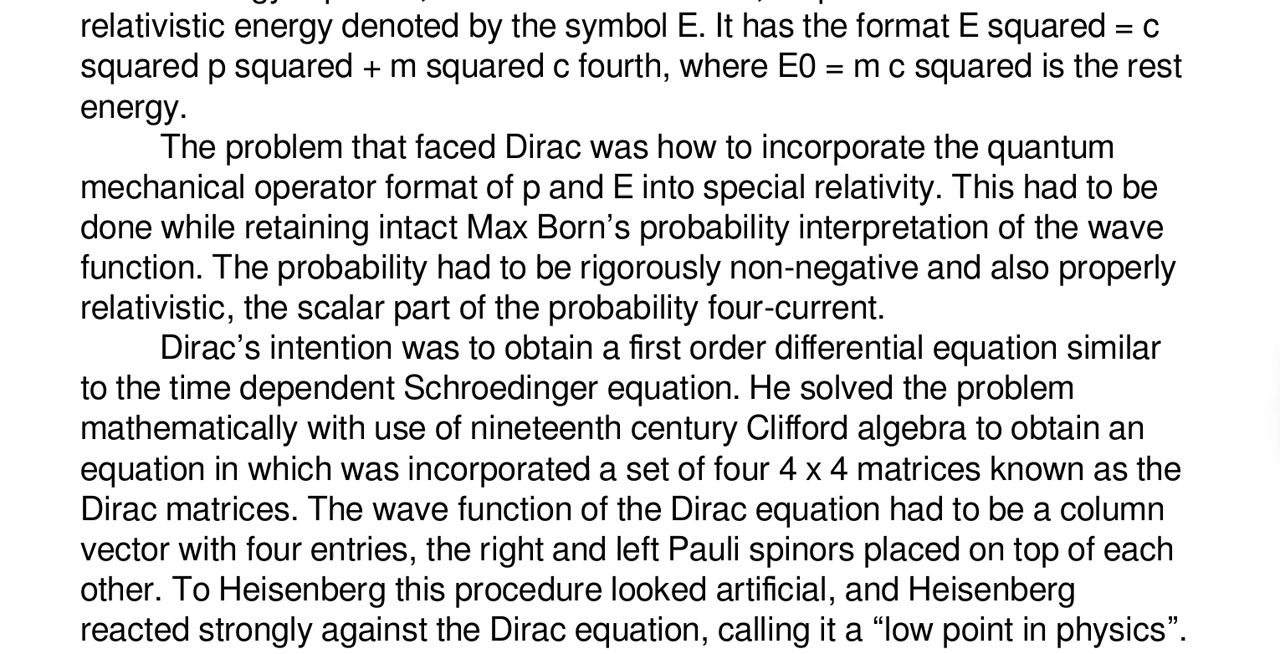 relativistic energy denoted by the symbol E. It has the format E squared = c
squared p squared + m squared c fourth, where E0 = m c squared is the rest
energy.
The problem that faced Dirac was how to incorporate the quantum
mechanical operator format of p and E into special relativity. This had to be
done while retaining intact Max Born’s probability interpretation of the wave
function. The probability had to be rigorously non-negative and also properly
relativistic, the scalar part of the probability four-current.
Dirac’s intention was to obtain a first order differential equation similar
to the time dependent Schroedinger equation. He solved the problem
mathematically with use of nineteenth century Clifford algebra to obtain an
equation in which was incorporated a set of four 4 x 4 matrices known as the
Dirac matrices. The wave function of the Dirac equation had to be a column
vector with four entries, the right and left Pauli spinors placed on top of each
other. To Heisenberg this procedure looked artificial, and Heisenberg
reacted strongly against the Dirac equation, calling it a “low point in physics”.